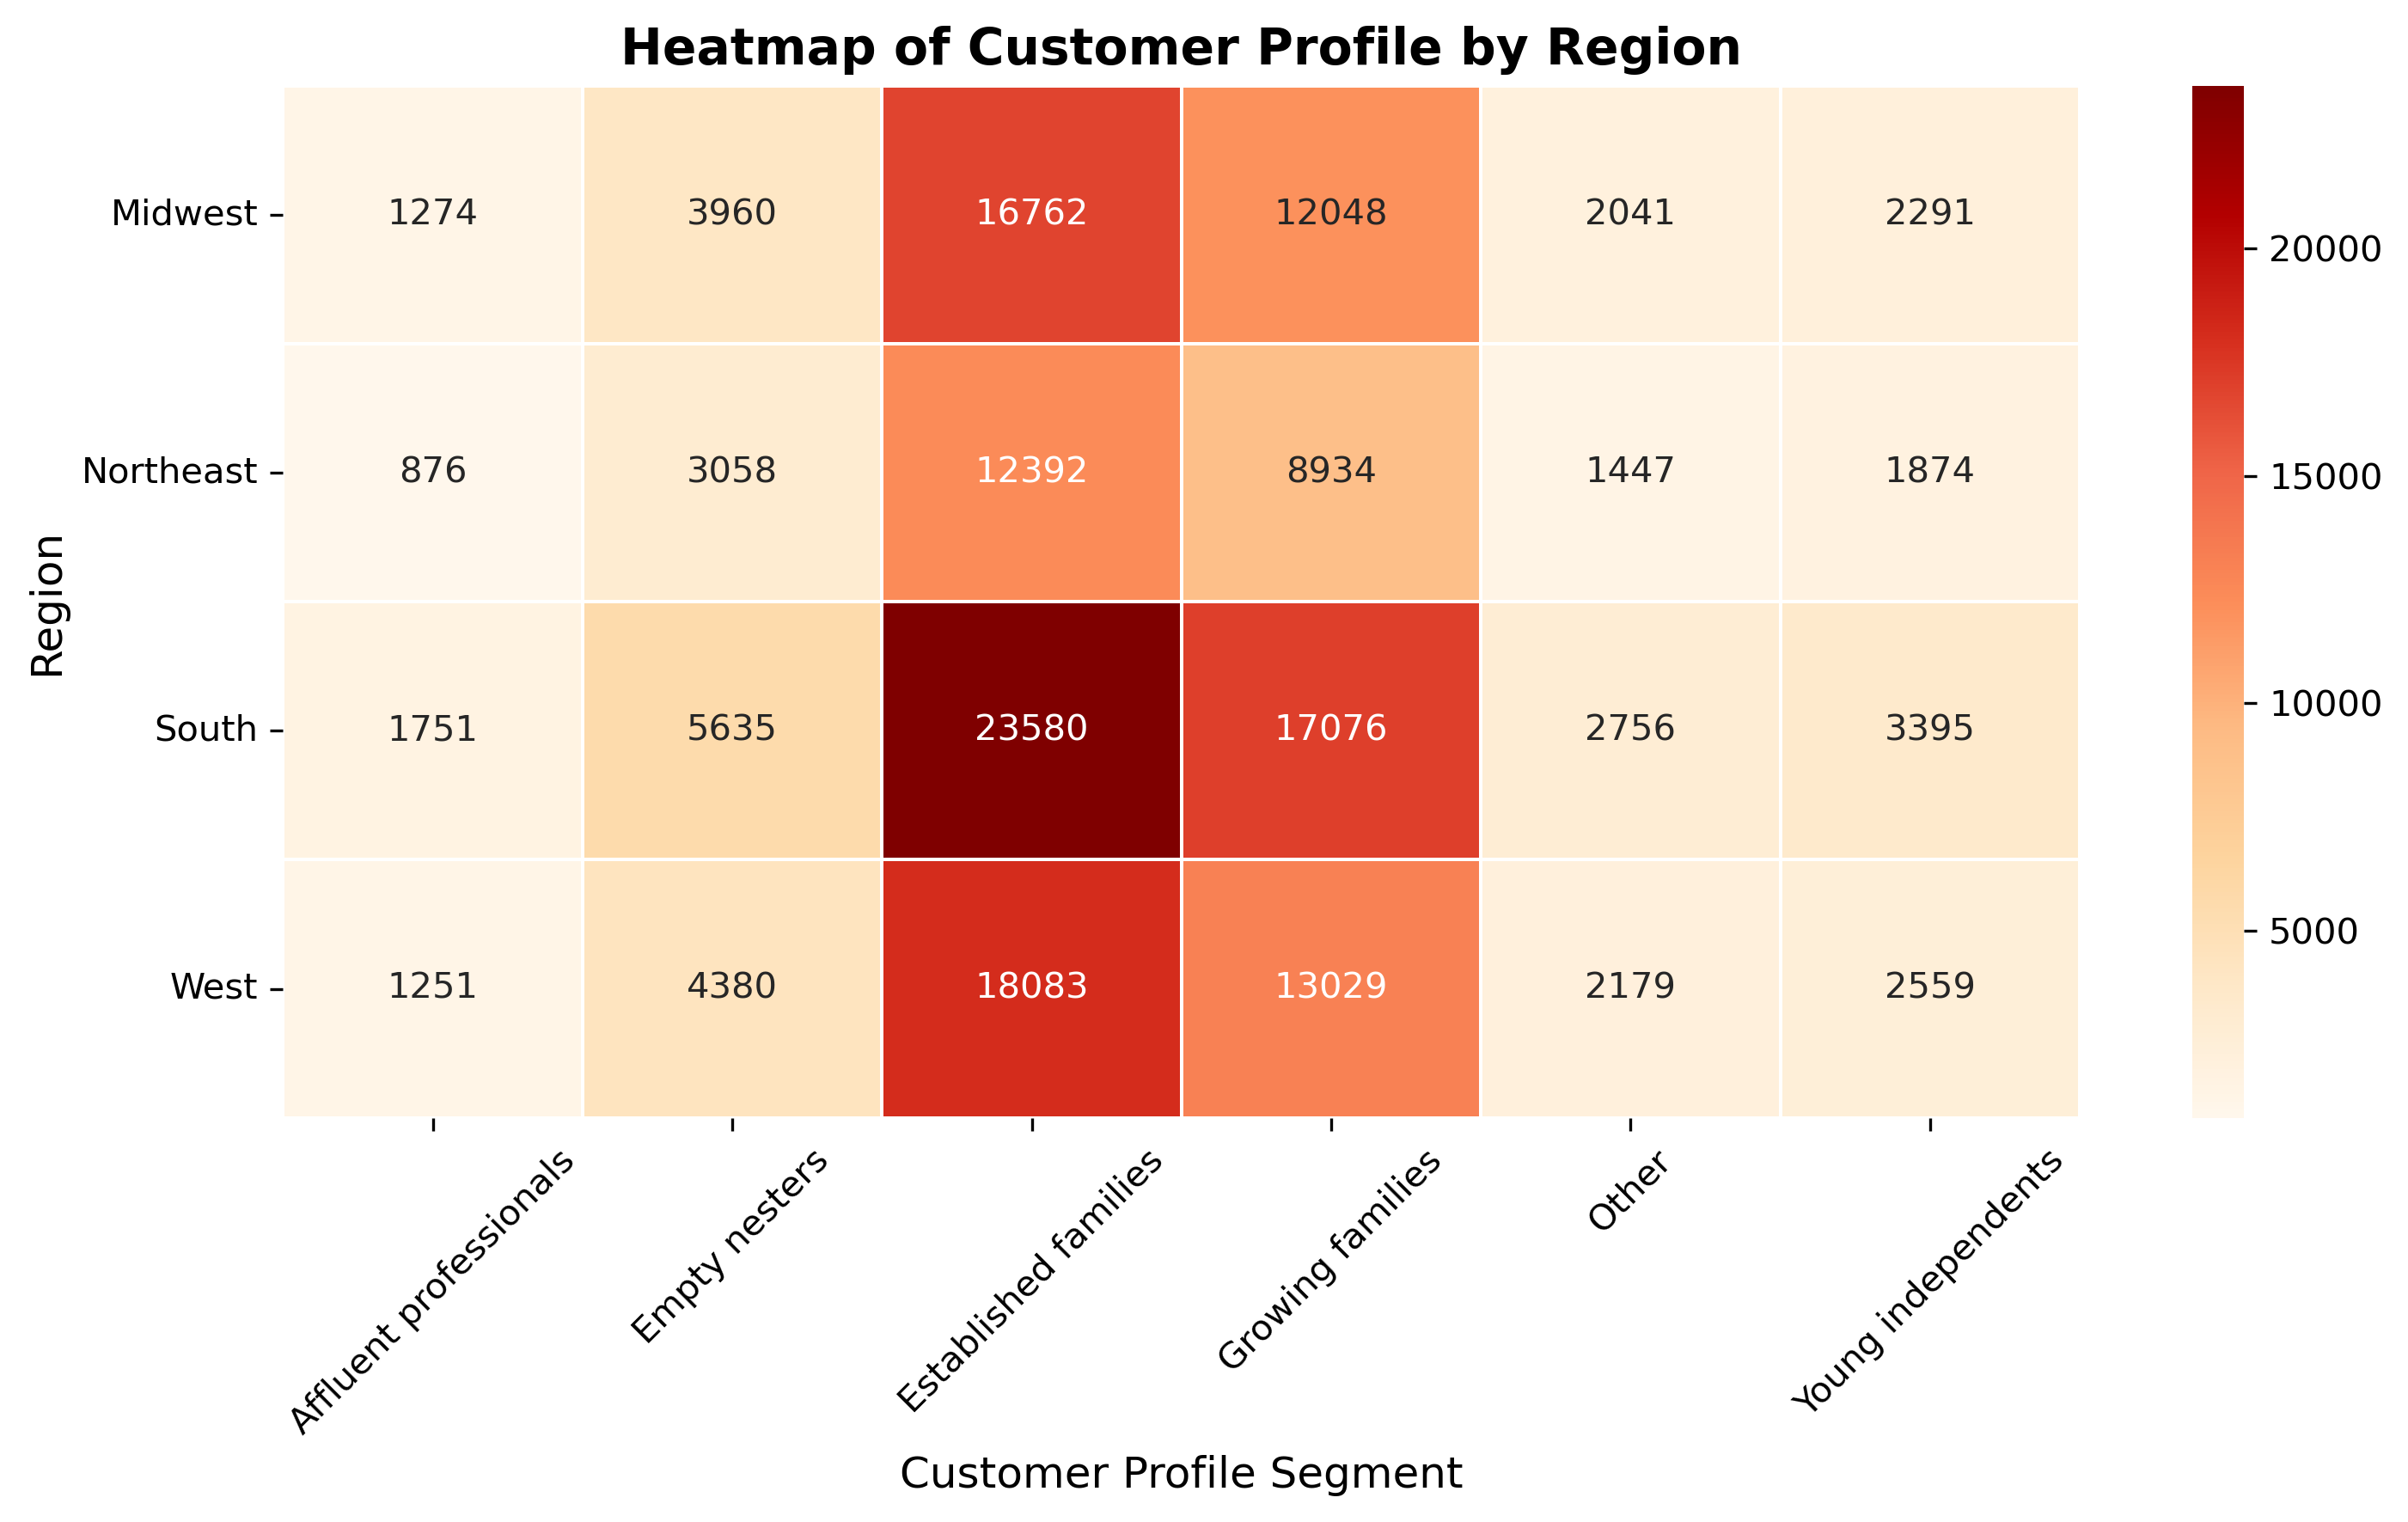 Heatmap of Customer Profile by Region
Region
Midwest
1274 3960 16762 12048 2041 2291
Northeast
876 3058 12392 8934 1447 1874
South
1751 5635 23580 17076 2756 3395
West
1251 4380 18083 13029 2179 2559
Affluent professionals
Empty nesters
Established families
Growing families
Other
Young independents
Customer Profile Segment
20000
15000
10000
5000